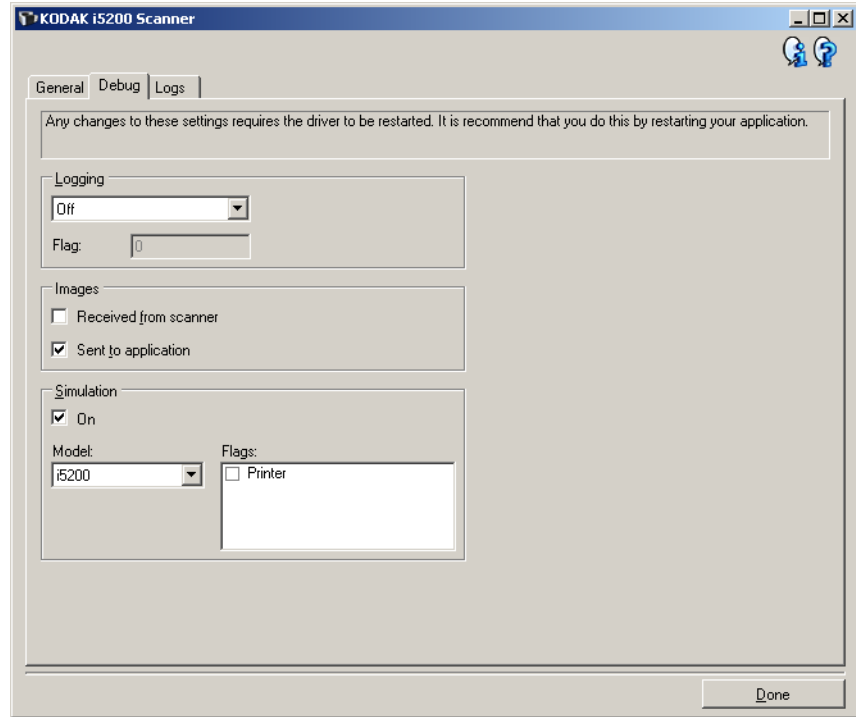 KODAK i5200 Scanner
General Debug Logs
Any changes to these settings requires the driver to be restarted. It is recommend that you do this by restarting your application.
Logging
Off
Flag: 0
Images
Received from scanner
Sent to application
Simulation
On
Model: Flags:
i5200 Printer
Done